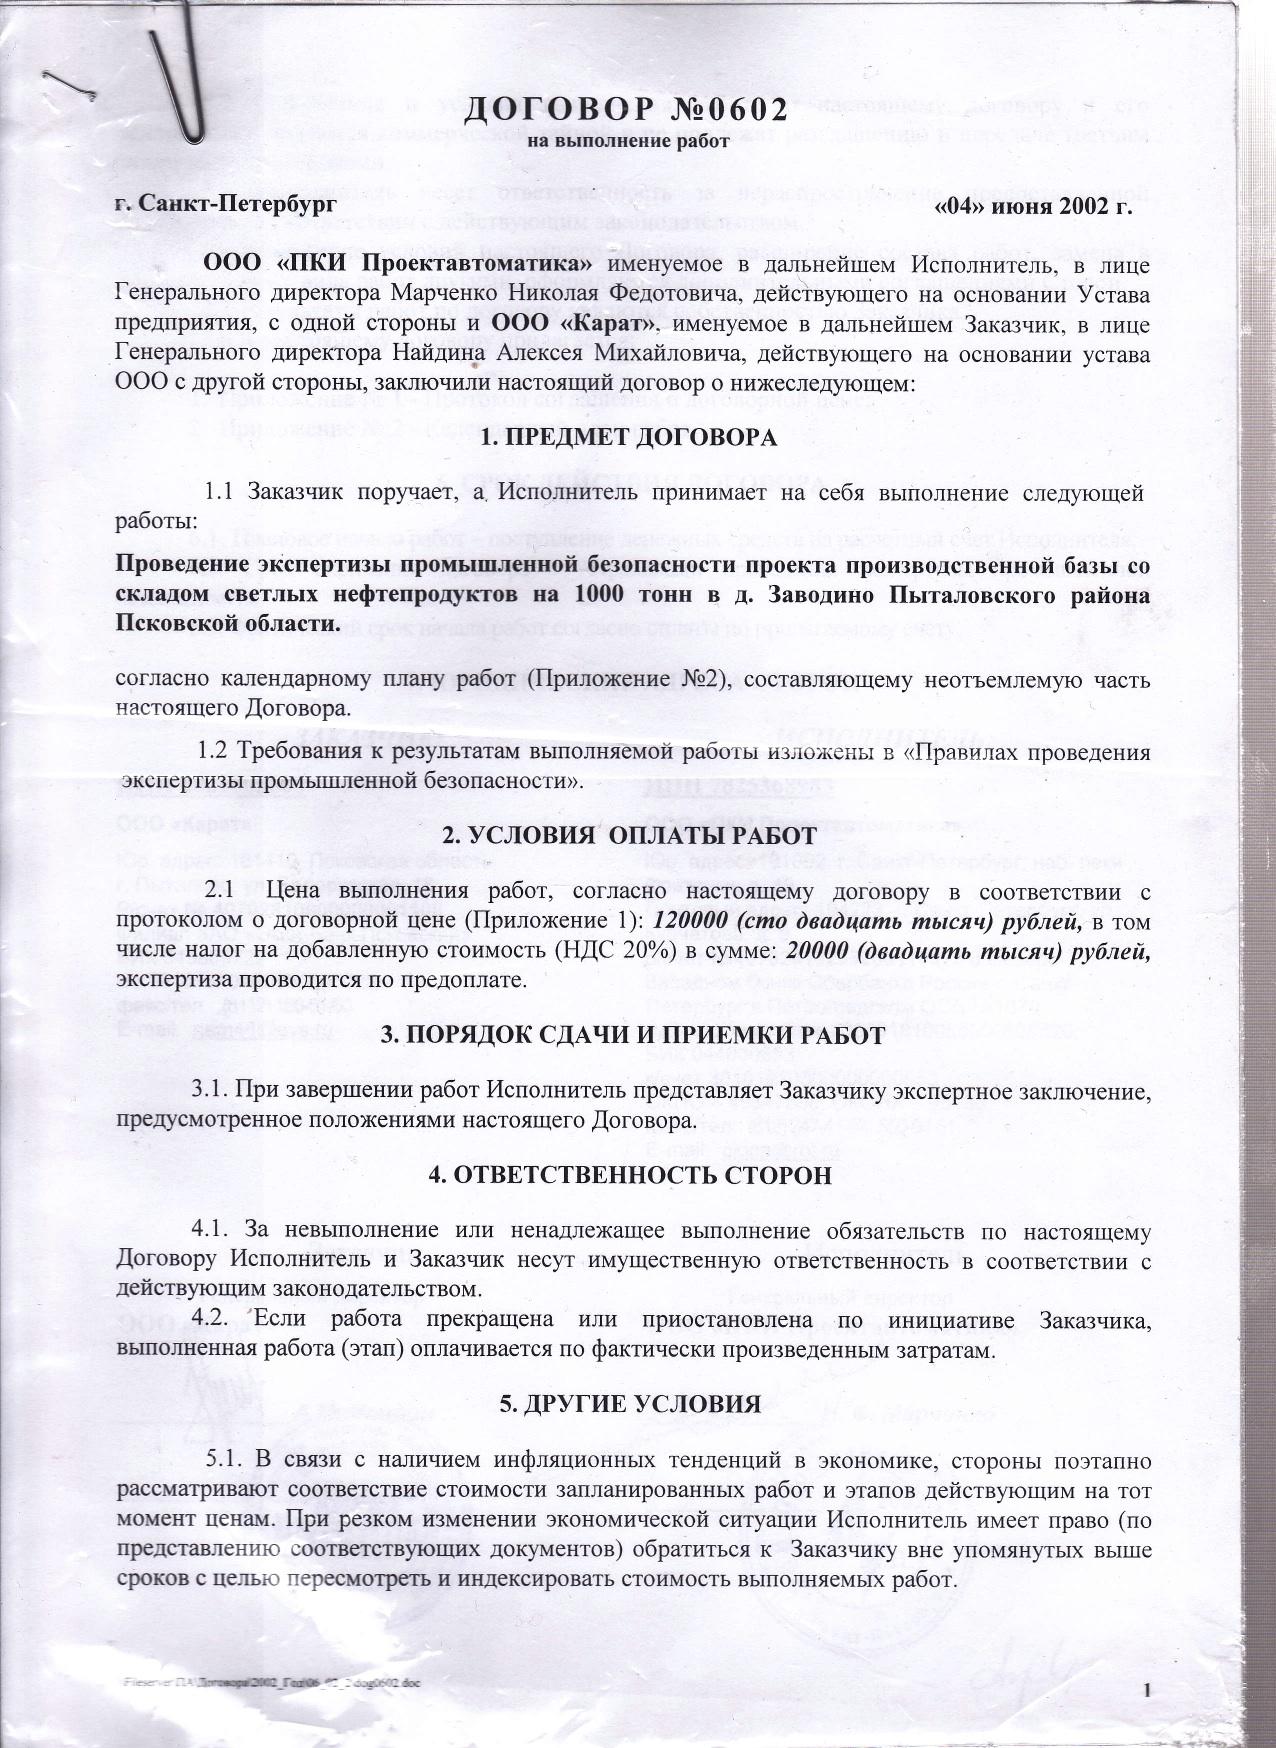 ДОГОВОР №0602
на выполнение работ
г. Санкт-Петербург «04» июня 2002 г.
ООО «ПКИ Проектавтоматика» именуемое в дальнейшем Исполнитель, в лице
Генерального директора Марченко Николая Федотовича, действующего на основании Устава
предприятия, с одной стороны и ООО «Карат», именуемое в дальнейшем Заказчик, в лице
Генерального директора Найдина Алексея Михайловича, действующего на основании устава
ООО с другой стороны, заключили настоящий договор о нижеследующем:
1. ПРЕДМЕТ ДОГОВОРА
1.1 Заказчик поручает, а Исполнитель принимает на себя выполнение следующей
работы:
Проведение экспертизы промышленной безопасности проекта производственной базы со
складом светлых нефтепродуктов на 1000 тонн в д. Заводино Пыталовского района
Псковской области.
согласно календарному плану работ (Приложение №2), составляющему неотъемлемую часть
настоящего Договора.
1.2 Требования к результатам выполняемой работы изложены в «Правилах проведения
экспертизы промышленной безопасности».
2. УСЛОВИЯ ОПЛАТЫ РАБОТ
2.1 Цена выполнения работ, согласно настоящему договору в соответствии с
протоколом о договорной цене (Приложение 1): 120000 (сто двадцать тысяч) рублей, в том
числе налог на добавленную стоимость (НДС 20%) в сумме: 20000 (двадцать тысяч) рублей,
экспертиза проводится по предоплате.
3. ПОРЯДОК СДАЧИ И ПРИЕМКИ РАБОТ
3.1. При завершении работ Исполнитель представляет Заказчику экспертное заключение,
предусмотренное положениями настоящего Договора.
4. ОТВЕТСТВЕННОСТЬ СТОРОН
4.1. За невыполнение или ненадлежащее выполнение обязательств по настоящему
Договору Исполнитель и Заказчик несут имущественную ответственность в соответствии с
действующим законодательством.
4.2. Если работа прекращена или приостановлена по инициативе Заказчика,
выполненная работа (этап) оплачивается по фактически произведенным затратам.
5. ДРУГИЕ УСЛОВИЯ
5.1. В связи с наличием инфляционных тенденций в экономике, стороны поэтапно
рассматривают соответствие стоимости запланированных работ и этапов действующим на тот
момент ценам. При резком изменении экономической ситуации Исполнитель имеет право (по
представлению соответствующих документов) обратиться к Заказчику вне упомянутых выше
сроков с целью пересмотреть и индексировать стоимость выполняемых работ.
1